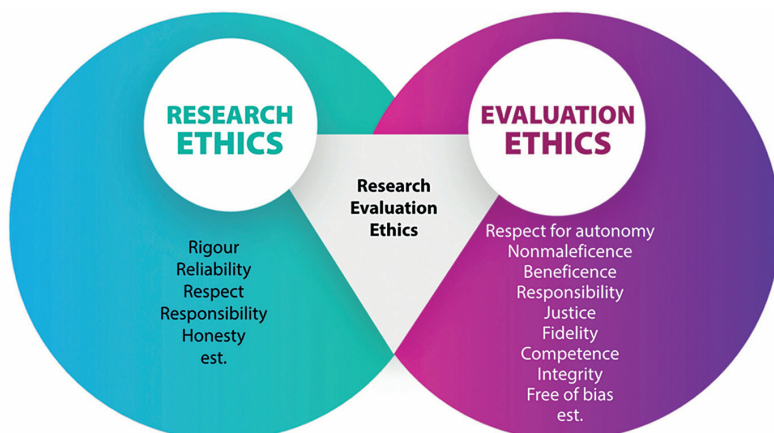 RESEARCH
ETHICS
Rigour
Reliability
Respect
Responsibility
Honesty
est.
Research
Evaluation
Ethics
EVALUATION
ETHICS
Respect for autonomy
Nonmaleficence
Beneficence
Responsibility
Justice
Fidelity
Competence
Integrity
Free of bias
est.